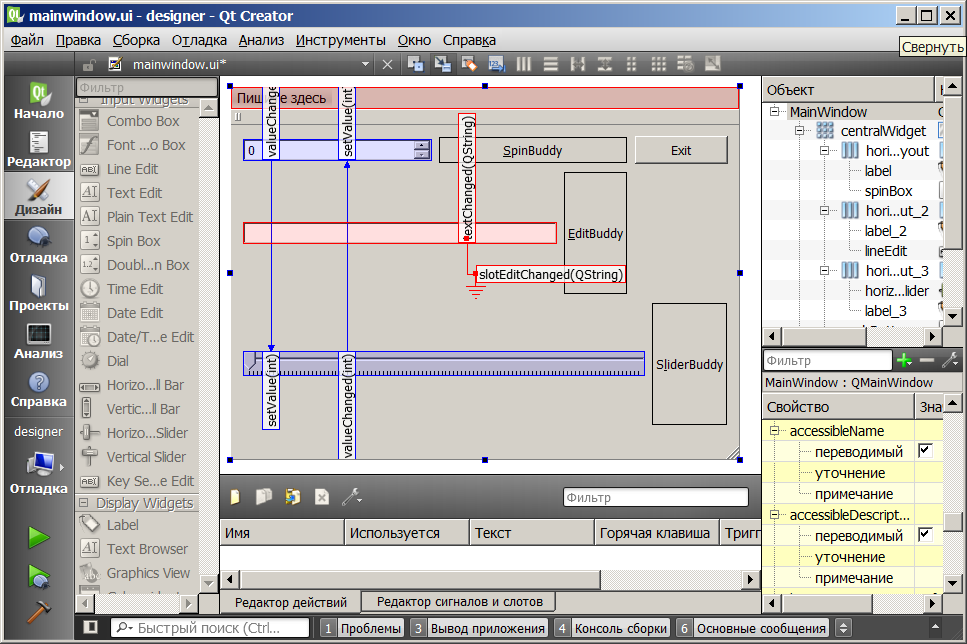 mainwindow.ui - designer - Qt Creator
Файл Правка Сборка Отладка Анализ Инструменты Окно Справка
Свернуть
mainwindow.ui*
Начало
Редактор
Дизайн
Отладка
Проекты
Анализ
Справка
designer
Отладка
Фильтр
Input Widgets
Combo Box
Font ...o Box
Line Edit
Text Edit
Plain Text Edit
Spin Box
Doubl...n Box
Time Edit
Date Edit
Date/T...e Edit
Dial
Horizo...ll Bar
Vertic...ll Bar
Horizo...Slider
Vertical Slider
Key Se...e Edit
Display Widgets
Label
Text Browser
Graphics View
valueChange
setValue(int)
textChanged(QString)
0
SpinBuddy
Exit
EditBuddy
slotEditChanged(QString)
SliderBuddy
setValue(int)
valueChanged(int)
Фильтр
Имя Используется Текст Горячая клавиша Тригг
Редактор действий Редактор сигналов и слотов
Объект
MainWindow
centralWidget
hori...yout
label
spinBox
hori...ut_2
label_2
lineEdit
hori...ut_3
horiz...lider
label_3
Фильтр
MainWindow : QMainWindow
Свойство Зна
accessibleName
переводимый
уточнение
примечание
accessibleDescript...
переводимый
уточнение
примечание
Быстрый поиск (Ctrl... 1 Проблемы 3 Вывод приложения 4 Консоль сборки 6 Основные сообщения